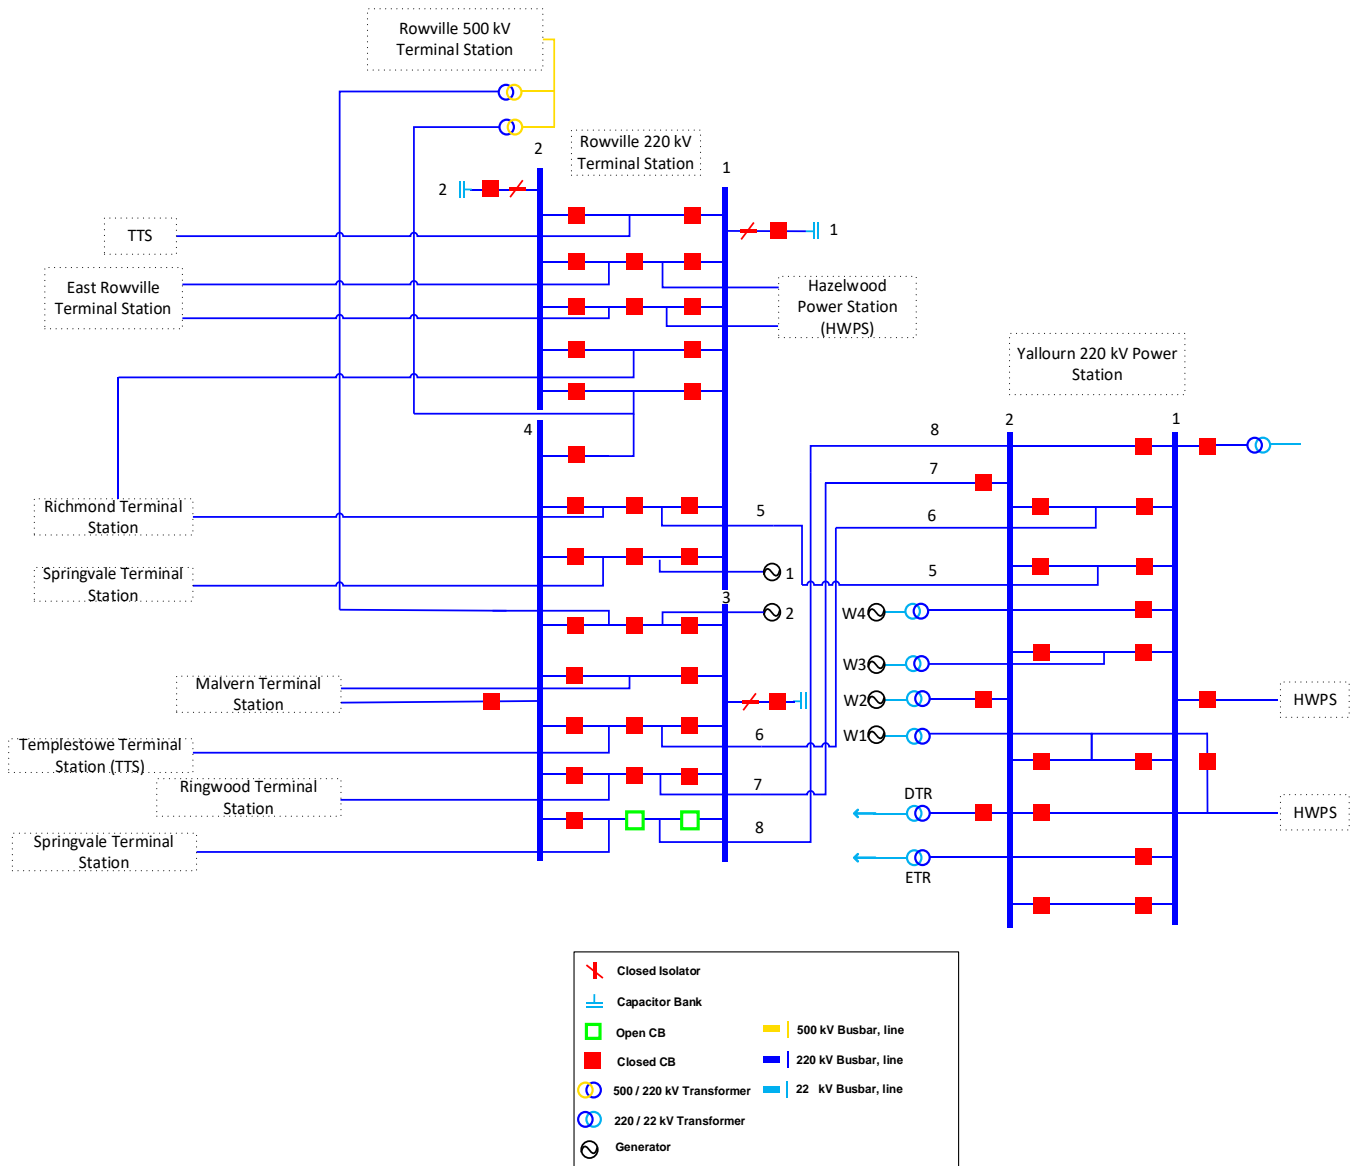 Rowville 500 kV
Terminal Station
Rowville 220 kV
Terminal Station
2
1
2
1
TTS
East Rowville
Terminal Station
Hazelwood
Power Station
(HWPS)
Yallourn 220 kV Power
Station
4
2
1
8
7
6
5
5
Richmond Terminal
Station
Springvale Terminal
Station
1
3
2
W4
W3
W2
W1
HWPS
Malvern Terminal
Station
6
Templestowe Terminal
Station (TTS)
Ringwood Terminal
Station
7
DTR
HWPS
8
Springvale Terminal
Station
ETR
Closed Isolator
Capacitor Bank
Open CB
Closed CB
500 / 220 kV Transformer
220 / 22 kV Transformer
Generator
500 kV Busbar, line
220 kV Busbar, line
22 kV Busbar, line